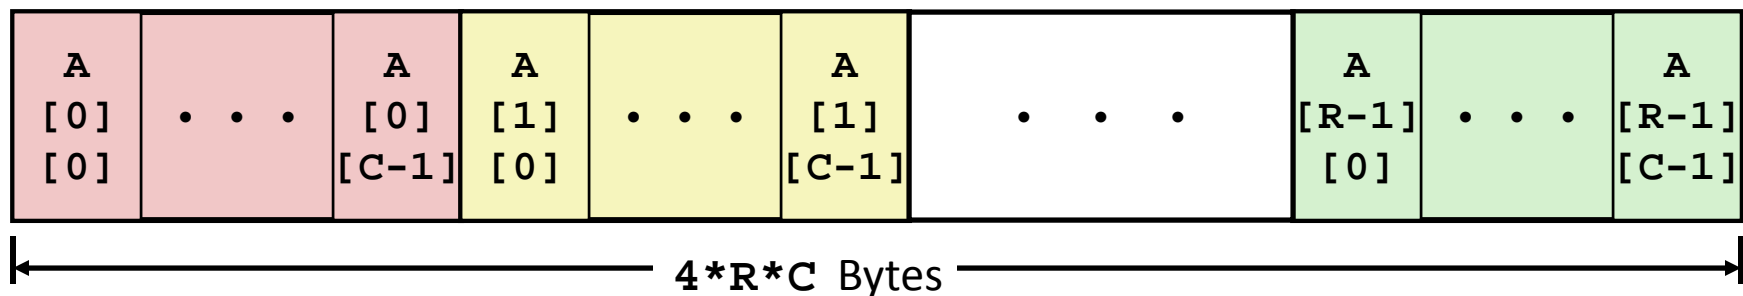 A A A A A A
[0] • • • [0] [1] • • • [1] • • • [R-1] • • • [R-1]
[0] [C-1] [0] [C-1] [0] [C-1]
4*R*C Bytes